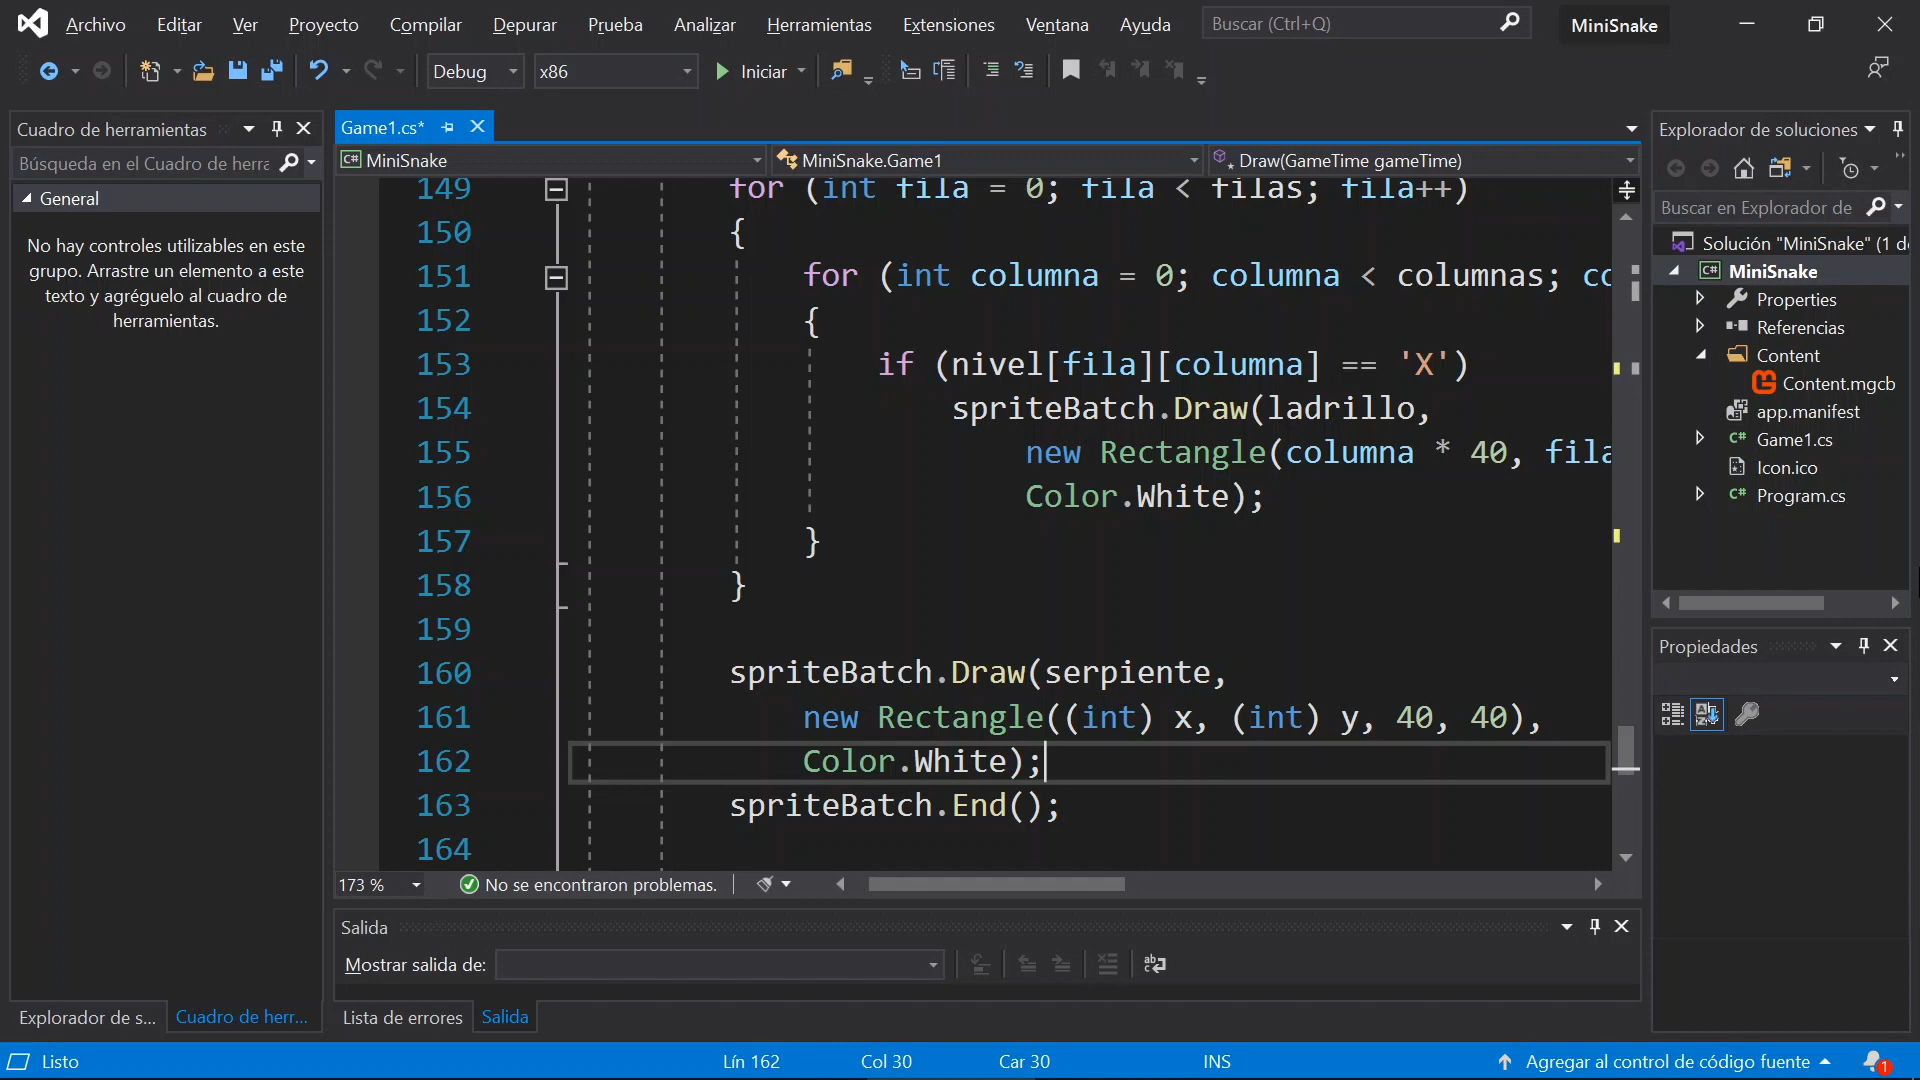 Archivo Editar Ver Proyecto Compilar Depurar Prueba Analizar Herramientas Extensiones Ventana Ayuda Buscar (Ctrl+Q) MiniSnake
Debug x86 Iniciar
Cuadro de herramientas
Búsqueda en el Cuadro de herra
General
No hay controles utilizables en este
grupo. Arrastre un elemento a este
texto y agréguelo al cuadro de
herramientas.
Game1.cs*
C# MiniSnake MiniSnake.Game1 Draw(GameTime gameTime)
149 for (int fila = 0; fila < filas; fila++)
150 {
151 for (int columna = 0; columna < columnas; co
152 {
153 if (nivel[fila][columna] == 'X')
154 spriteBatch.Draw(ladrillo,
155 new Rectangle(columna * 40, fila
156 Color.White);
157 }
158 }
159
160 spriteBatch.Draw(serpiente,
161 new Rectangle((int) x, (int) y, 40, 40),
162 Color.White);
163 spriteBatch.End();
164
173 % No se encontraron problemas.
Salida
Mostrar salida de:
Explorador de s... Cuadro de herr... Lista de errores Salida
Explorador de soluciones
Buscar en Explorador de
Solución "MiniSnake" (1 d
C# MiniSnake
Properties
Referencias
Content
Content.mgcb
app.manifest
C# Game1.cs
Icon.ico
C# Program.cs
Propiedades
Listo Lín 162 Col 30 Car 30 INS Agregar al control de código fuente 1